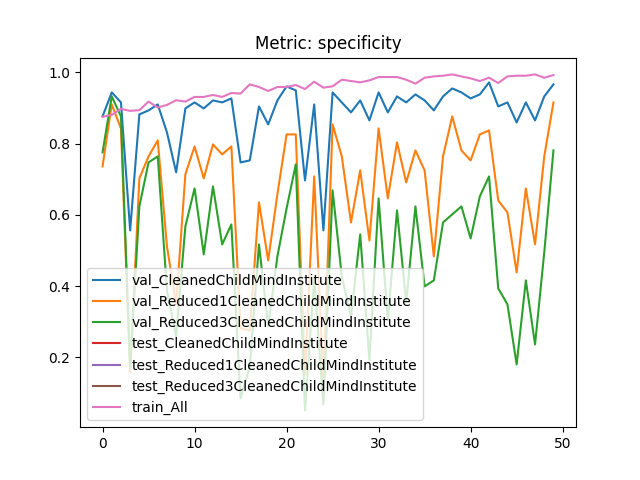 Metric: specificity
1.0
0.8
0.6
0.4
0.2
val_CleanedChildMindInstitute
val_Reduced1CleanedChildMindInstitute
val_Reduced3CleanedChildMindInstitute
test_CleanedChildMindInstitute
test_Reduced1CleanedChildMindInstitute
test_Reduced3CleanedChildMindInstitute
train_All
0 10 20 30 40 50